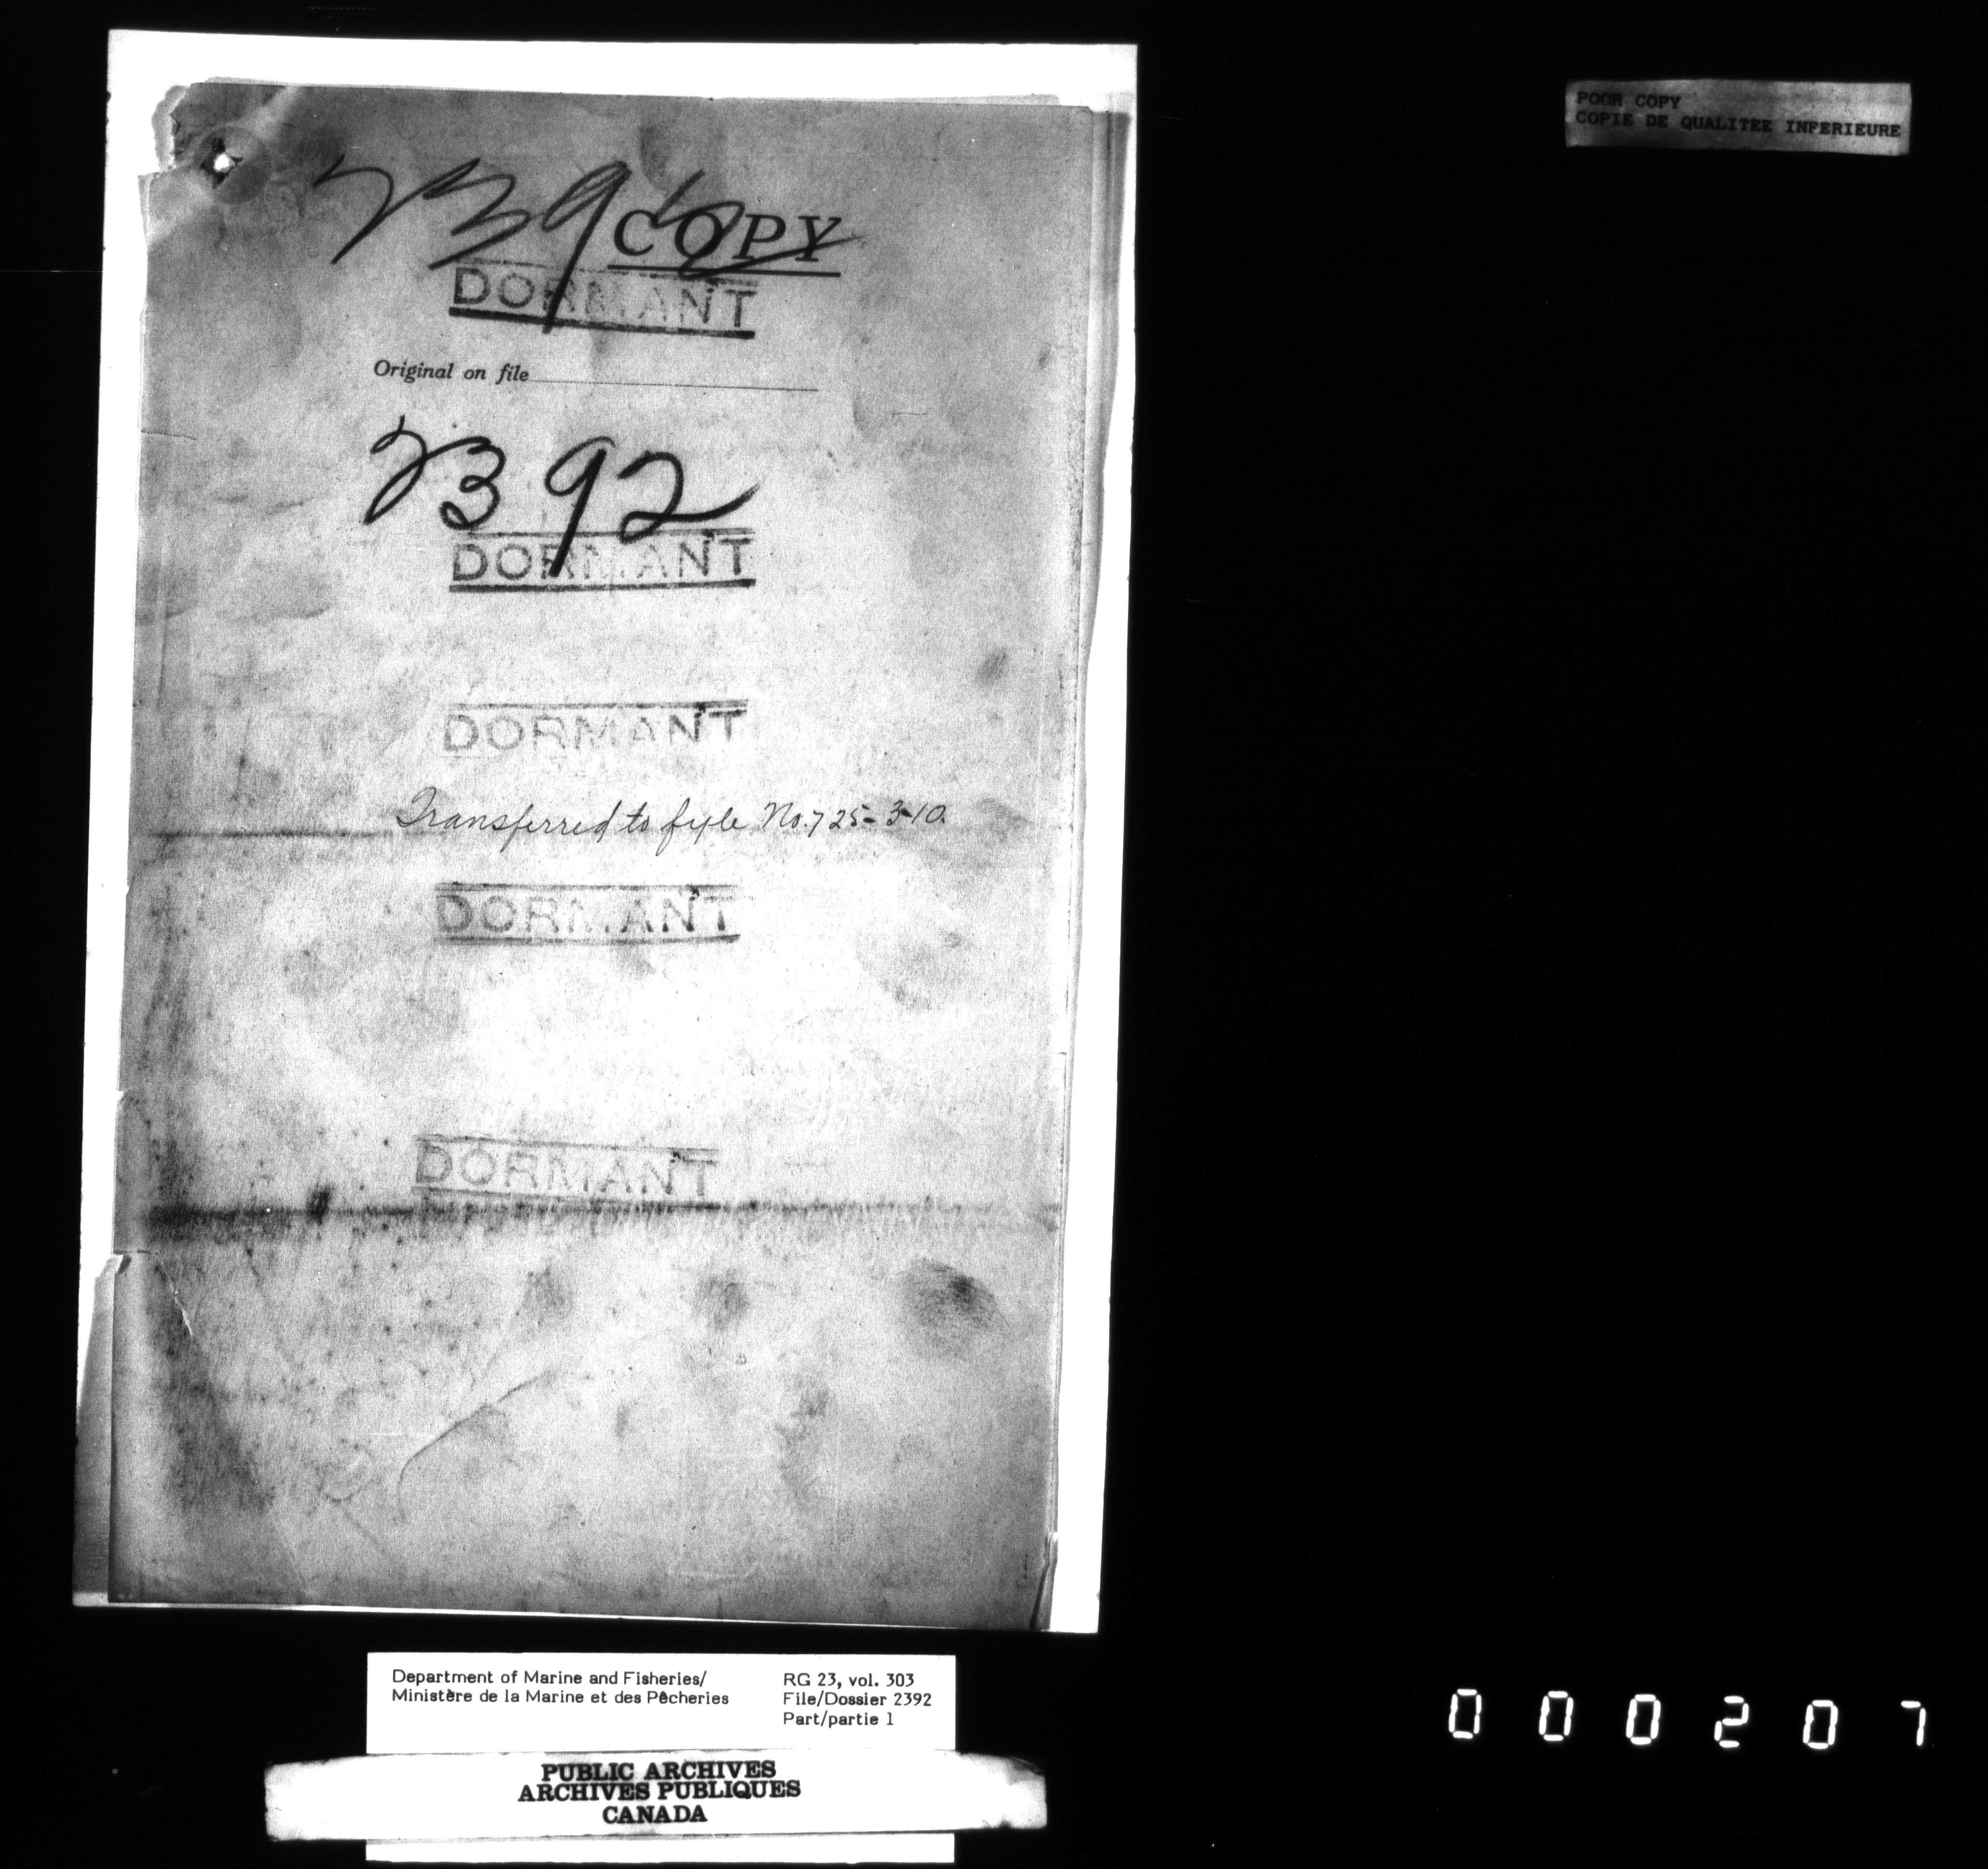 POOR COPY
COPIE DE QUALITEE INFERIEURE
2392
COPY
DORMANT
Original on file
2392
DORMANT
DORMANT
Transferred to fyle No. 725-3-10.
DORMANT
DORMANT
Department of Marine and Fisheries/
Ministère de la Marine et des Pêcheries
RG 23, vol. 303
File/Dossier 2392
Part/partie 1
PUBLIC ARCHIVES
ARCHIVES PUBLIQUES
CANADA
000207